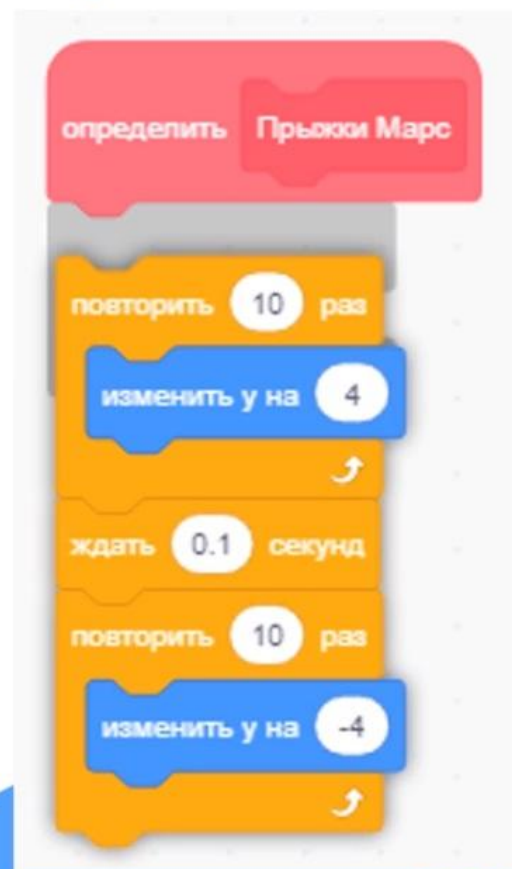 определить Прыжки Марс
повторить 10 раз
изменить у на 4
ждать 0.1 секунд
повторить 10 раз
изменить у на -4